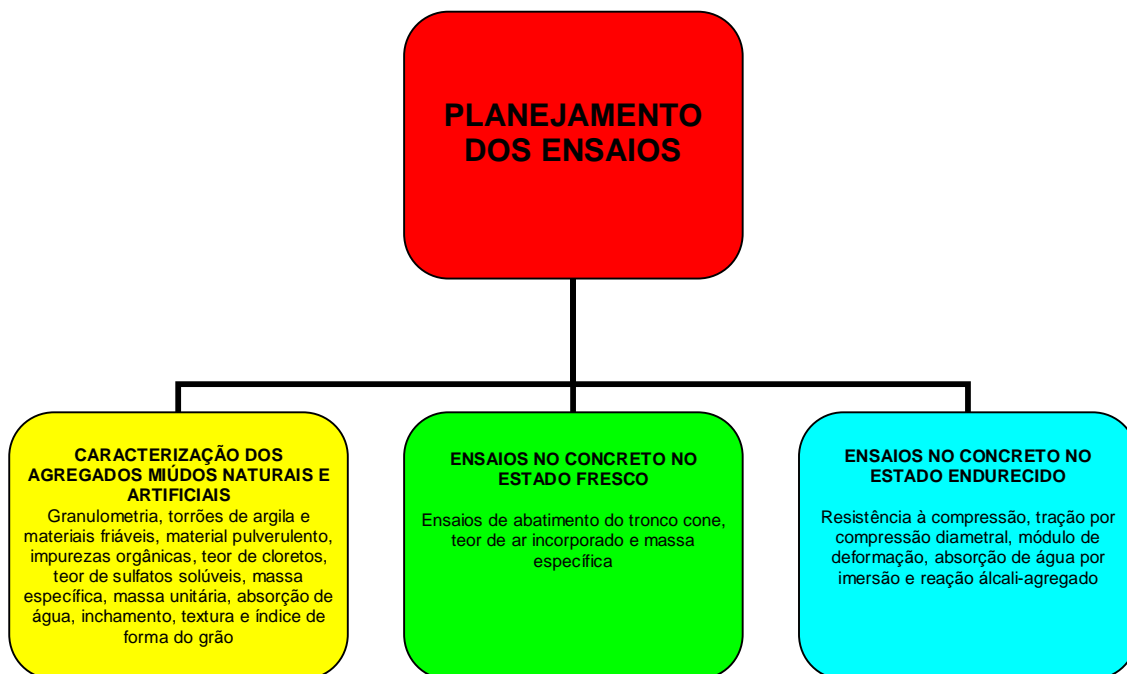 PLANEJAMENTO
DOS ENSAIOS
CARACTERIZAÇÃO DOS
AGREGADOS MIÚDOS NATURAIS E
ARTIFICIAIS
Granulometria, torrões de argila e
materiais friáveis, material pulverulento,
impurezas orgânicas, teor de cloretos,
teor de sulfatos solúveis, massa
específica, massa unitária, absorção de
água, inchamento, textura e índice de
forma do grão
ENSAIOS NO CONCRETO NO
ESTADO FRESCO
Ensaios de abatimento do tronco cone,
teor de ar incorporado e massa
específica
ENSAIOS NO CONCRETO NO
ESTADO ENDURECIDO
Resistência à compressão, tração por
compressão diametral, módulo de
deformação, absorção de água por
imersão e reação álcali-agregado